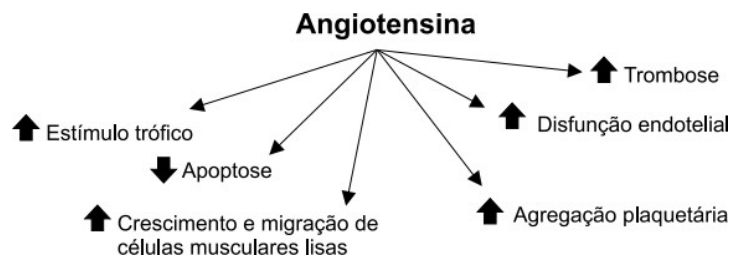 Angiotensina
Trombose
Estímulo trófico
Disfunção endotelial
Apoptose
Crescimento e migração de
células musculares lisas
Agregação plaquetária